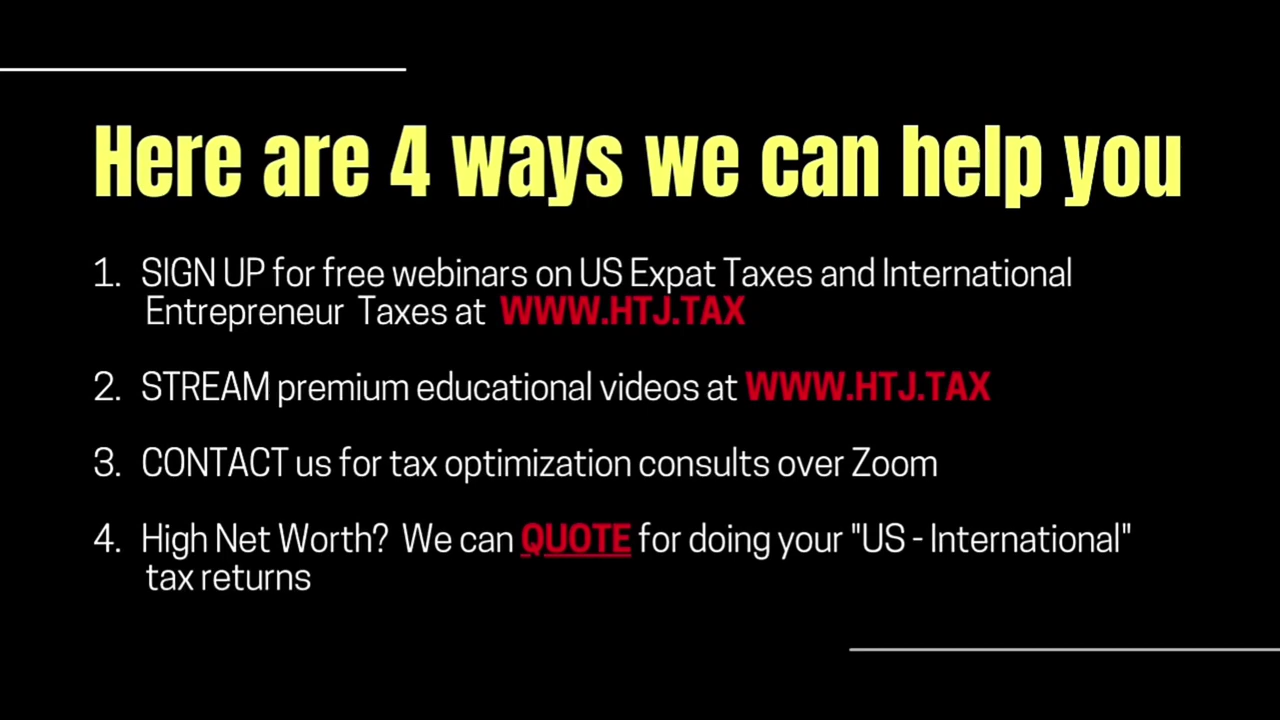 Here are 4 ways we can help you
1. SIGN UP for free webinars on US Expat Taxes and International
Entrepreneur Taxes at WWW.HTJ.TAX
2. STREAM premium educational videos at WWW.HTJ.TAX
3. CONTACT us for tax optimization consults over Zoom
4. High Net Worth? We can QUOTE for doing your "US - International"
tax returns